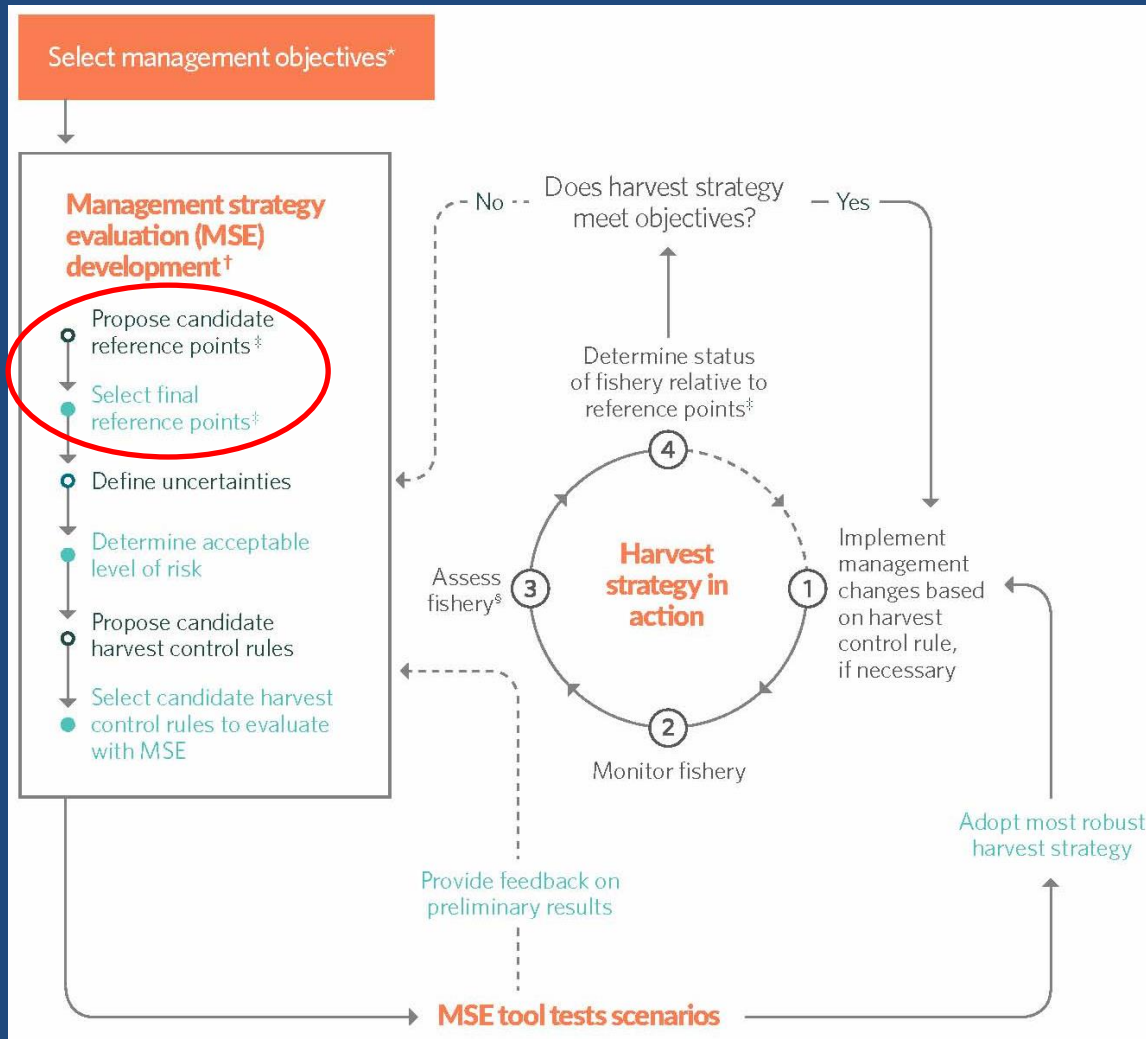 Select management objectives*
Management strategy
evaluation (MSE)
development†
Propose candidate
reference points‡
Select final
reference points‡
Define uncertainties
Determine acceptable
level of risk
Propose candidate
harvest control rules
Select candidate harvest
control rules to evaluate
with MSE
No
Does harvest strategy
meet objectives?
Yes
Determine status
of fishery relative to
reference points‡
4
Assess
fishery§
3
Harvest
strategy in
action
1
Implement
management
changes based
on harvest
control rule,
if necessary
2
Monitor fishery
Provide feedback on
preliminary results
Adopt most robust
harvest strategy
MSE tool tests scenarios